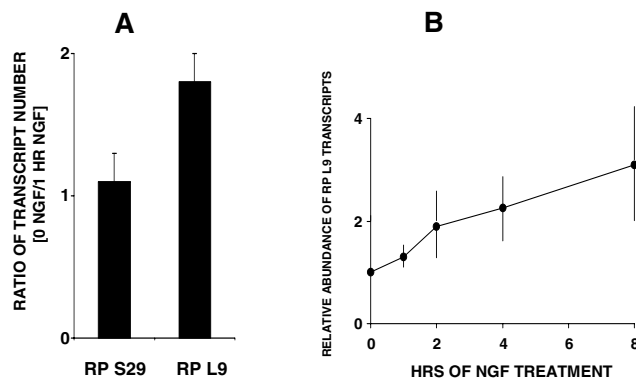 A
RATIO OF TRANSCRIPT NUMBER
[0 NGF/1 HR NGF]
2
1
0
RP S29
RP L9
B
RELATIVE ABUNDANCE OF RP L9 TRANSCRIPTS
4
2
0
0
2
4
6
8
HRS OF NGF TREATMENT